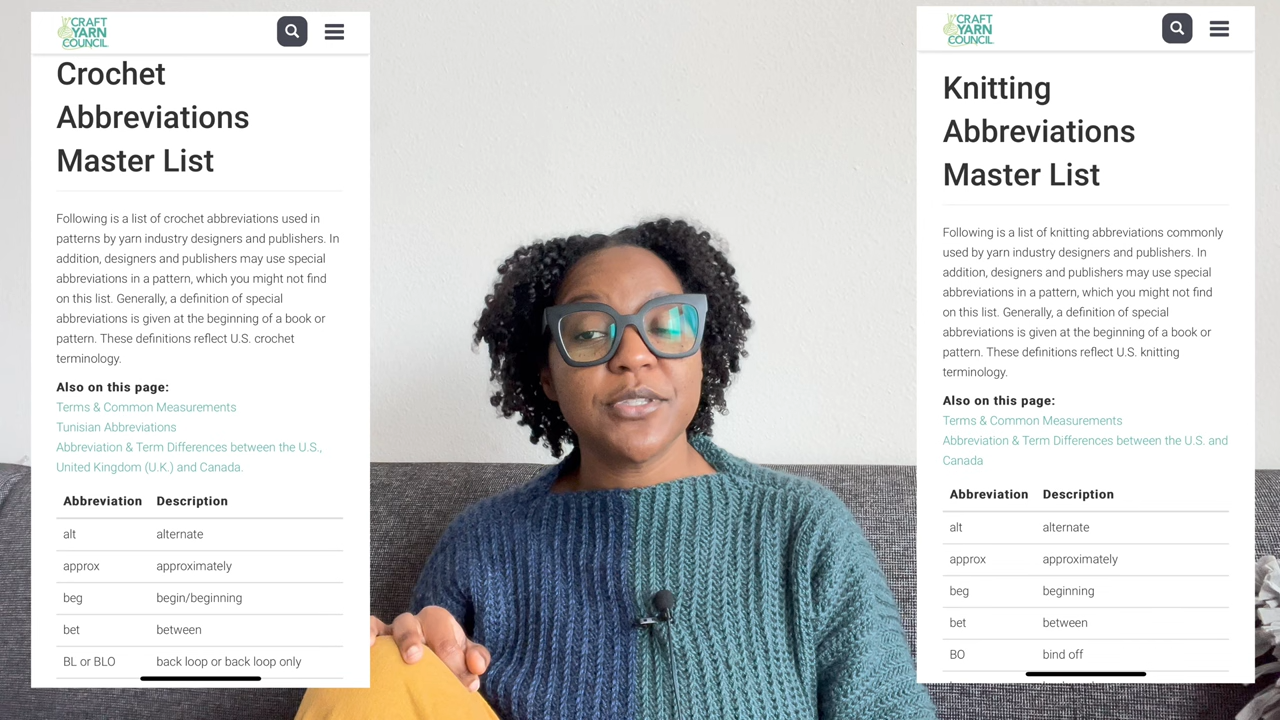 CRAFT
YARN
COUNCIL
Crochet
Abbreviations
Master List
Following is a list of crochet abbreviations used in
patterns by yarn industry designers and publishers. In
addition, designers and publishers may use special
abbreviations in a pattern, which you might not find
on this list. Generally, a definition of special
abbreviations is given at the beginning of a book or
pattern. These definitions reflect U.S. crochet
terminology.
Also on this page:
Terms & Common Measurements
Tunisian Abbreviations
Abbreviation & Term Differences between the U.S.,
United Kingdom (U.K.) and Canada.
Abbreviation Description
alt alternate
approx approximately
beg begin/beginning
bet between
BL or BLO back loop or back loop only
CRAFT
YARN
COUNCIL
Knitting
Abbreviations
Master List
Following is a list of knitting abbreviations commonly
used by yarn industry designers and publishers. In
addition, designers and publishers may use special
abbreviations in a pattern, which you might not find
on this list. Generally, a definition of special
abbreviations is given at the beginning of a book or
pattern. These definitions reflect U.S. knitting
terminology.
Also on this page:
Terms & Common Measurements
Abbreviation & Term Differences between the U.S. and
Canada
Abbreviation Description
alt alternate
approx approximately
beg beginning
bet between
BO bind off